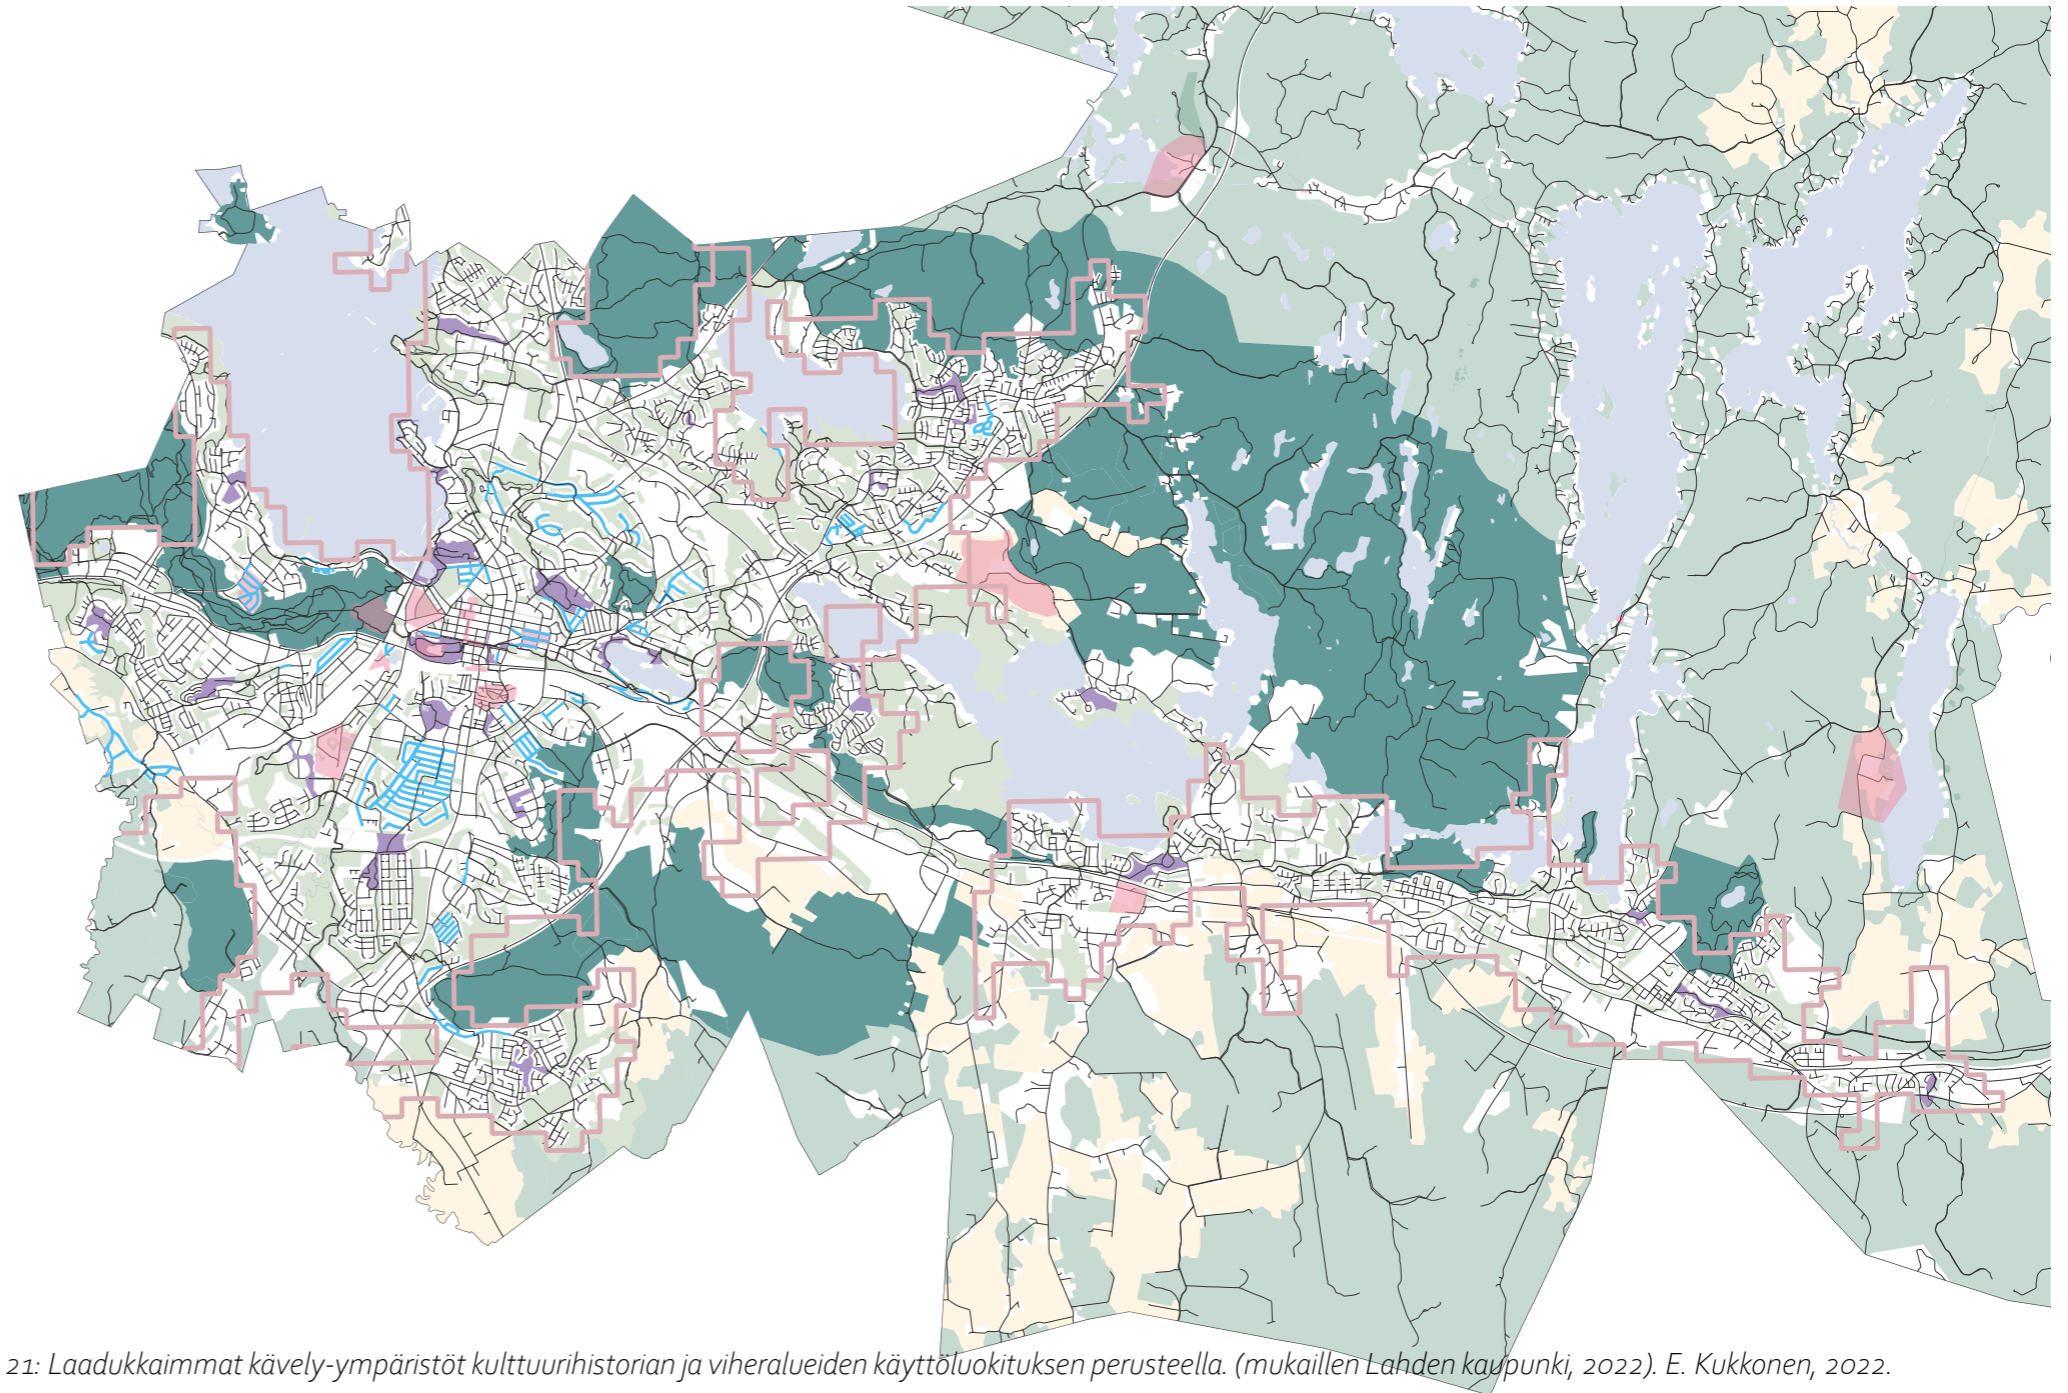 21: Laadukkaimmat kävely-ympäristöt kulttuurihistorian ja viheralueiden käyttöluokituksen perusteella. (mukaillen Lahden kaupunki, 2022). E. Kukkonen, 2022.